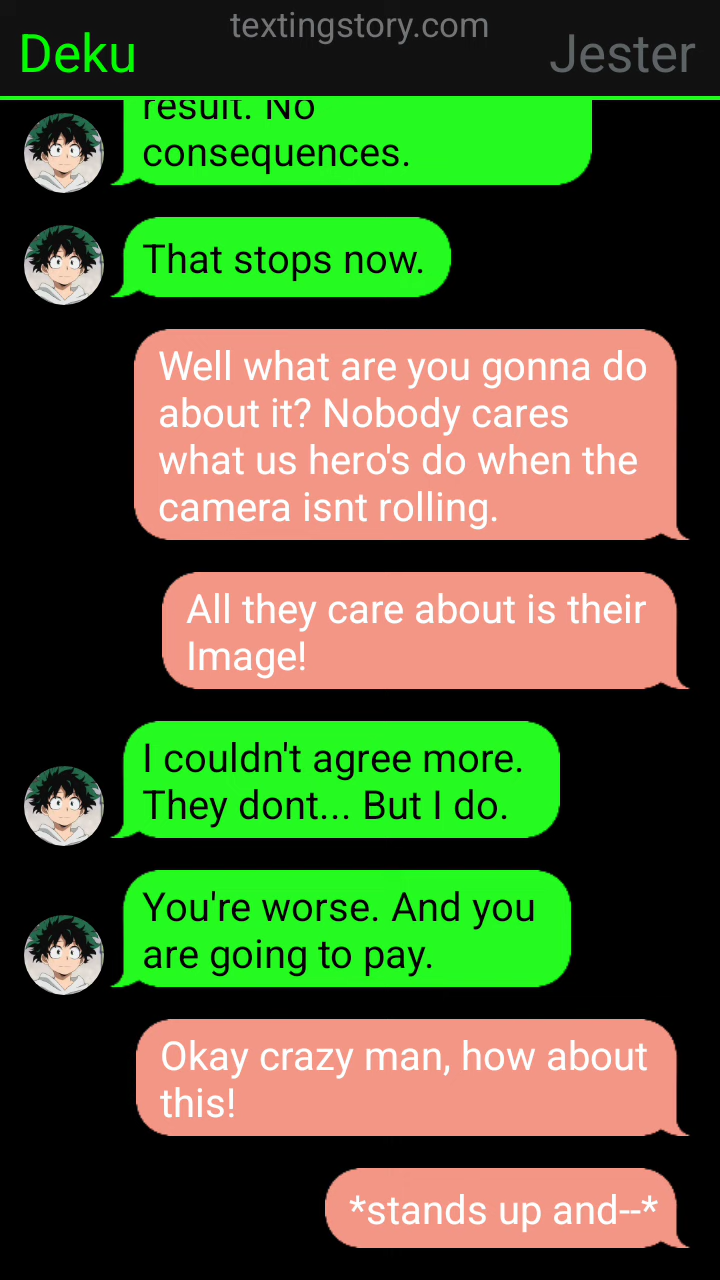 textingstory.com
Deku
Jester
result. No
consequences.
That stops now.
Well what are you gonna do
about it? Nobody cares
what us hero's do when the
camera isnt rolling.
All they care about is their
Image!
I couldn't agree more.
They dont... But I do.
You're worse. And you
are going to pay.
Okay crazy man, how about
this!
*stands up and--*